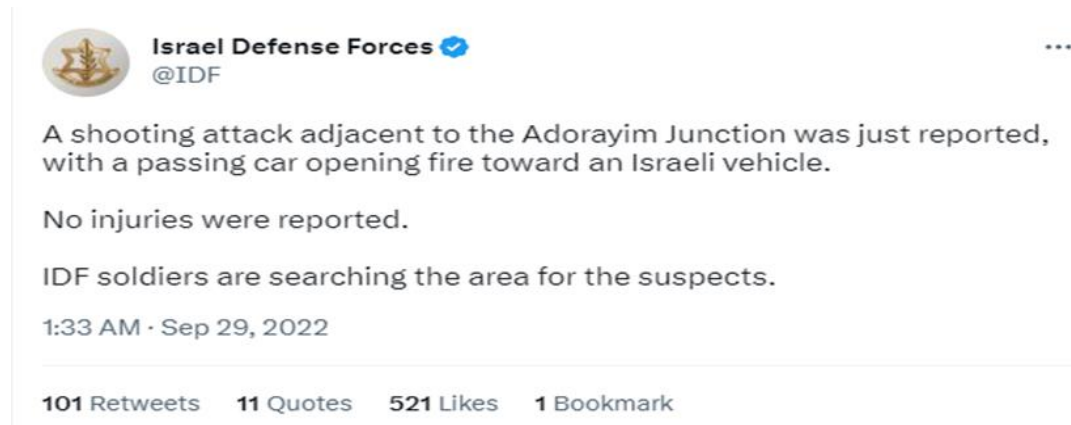 Israel Defense Forces
@IDF
A shooting attack adjacent to the Adorayim Junction was just reported,
with a passing car opening fire toward an Israeli vehicle.
No injuries were reported.
IDF soldiers are searching the area for the suspects.
1:33 AM · Sep 29, 2022
101 Retweets 11 Quotes 521 Likes 1 Bookmark